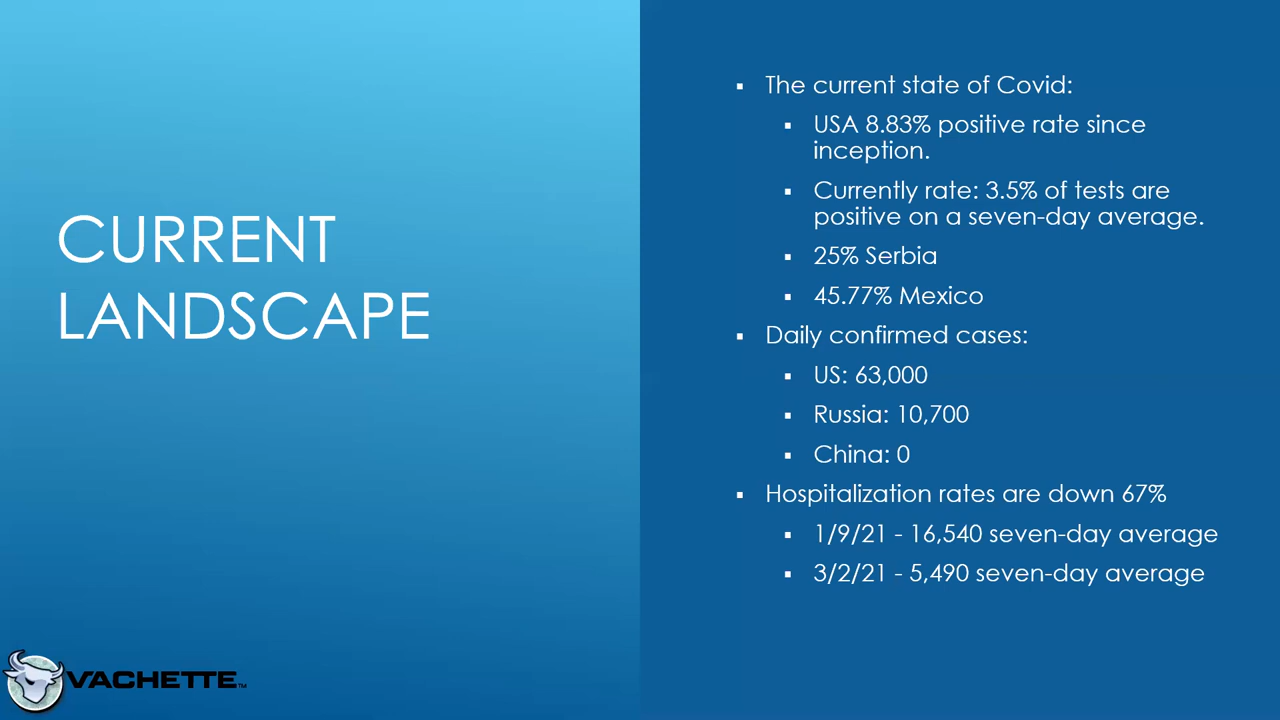 CURRENT
LANDSCAPE
▪ The current state of Covid:
▪ USA 8.83% positive rate since
inception.
▪ Currently rate: 3.5% of tests are
positive on a seven-day average.
▪ 25% Serbia
▪ 45.77% Mexico
▪ Daily confirmed cases:
▪ US: 63,000
▪ Russia: 10,700
▪ China: 0
▪ Hospitalization rates are down 67%
▪ 1/9/21 - 16,540 seven-day average
▪ 3/2/21 - 5,490 seven-day average
VACHETTE™